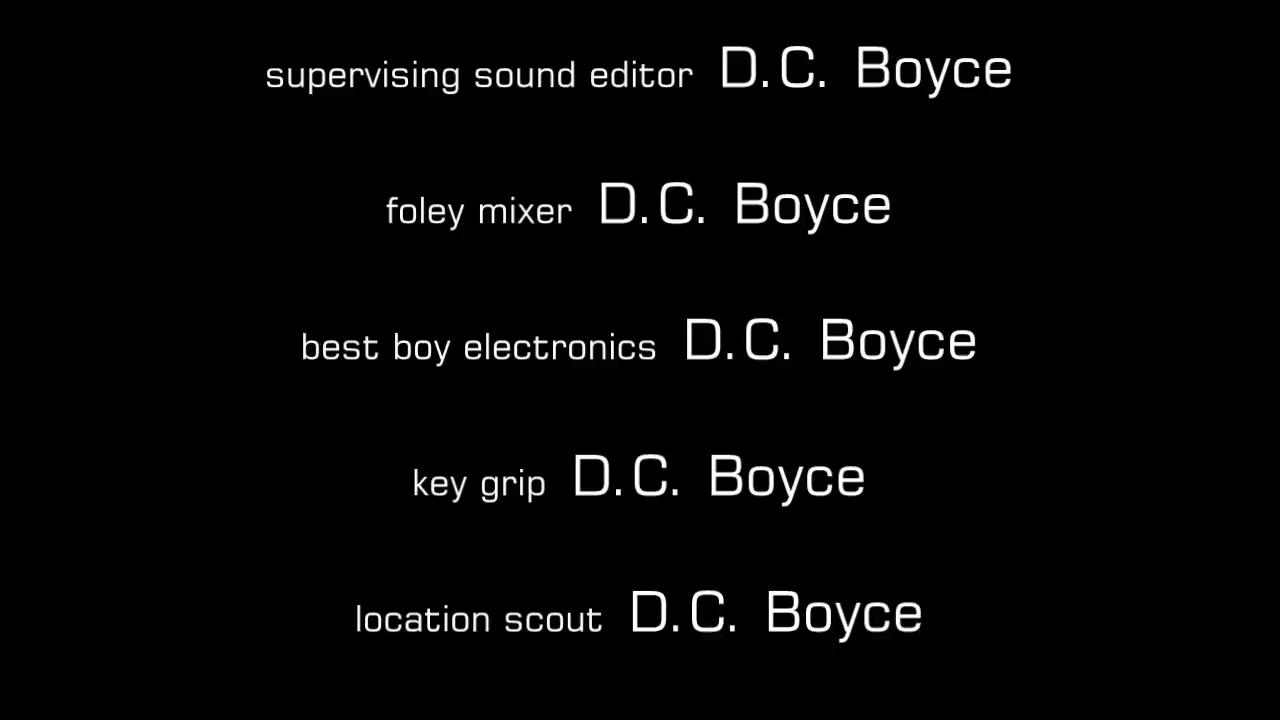 supervising sound editor D.C. Boyce
foley mixer D.C. Boyce
best boy electronics D.C. Boyce
key grip D.C. Boyce
location scout D.C. Boyce